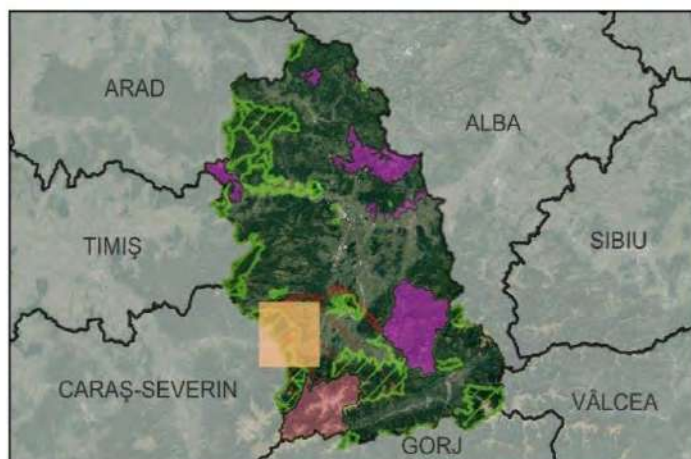 ARAD
ALBA
TIMIŞ
SIBIU
CARAŞ-SEVERIN
VÂLCEA
GORJ